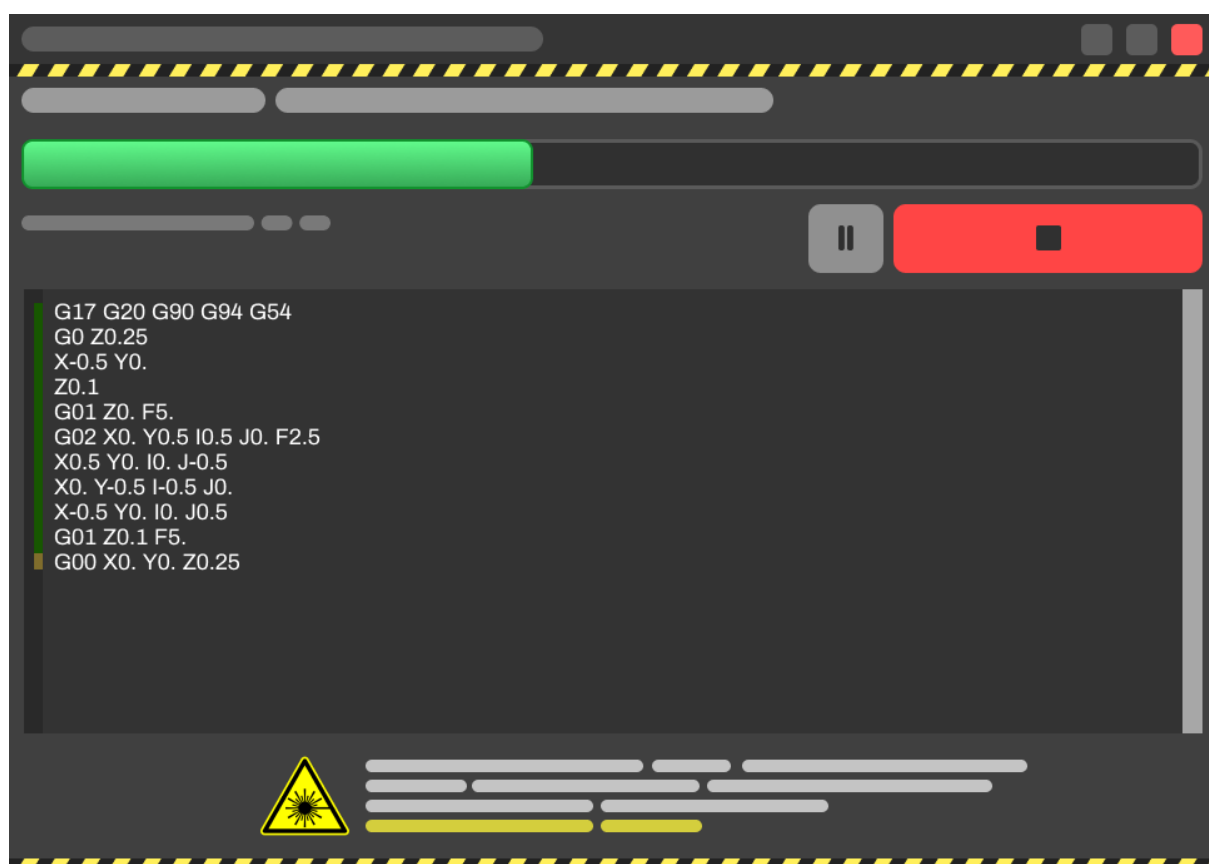 G17 G20 G90 G94 G54
G0 Z0.25
X-0.5 Y0.
Z0.1
G01 Z0. F5.
G02 X0. Y0.5 I0.5 J0. F2.5
X0.5 Y0. I0. J-0.5
X0. Y-0.5 I-0.5 J0.
X-0.5 Y0. I0. J0.5
G01 Z0.1 F5.
G00 X0. Y0. Z0.25